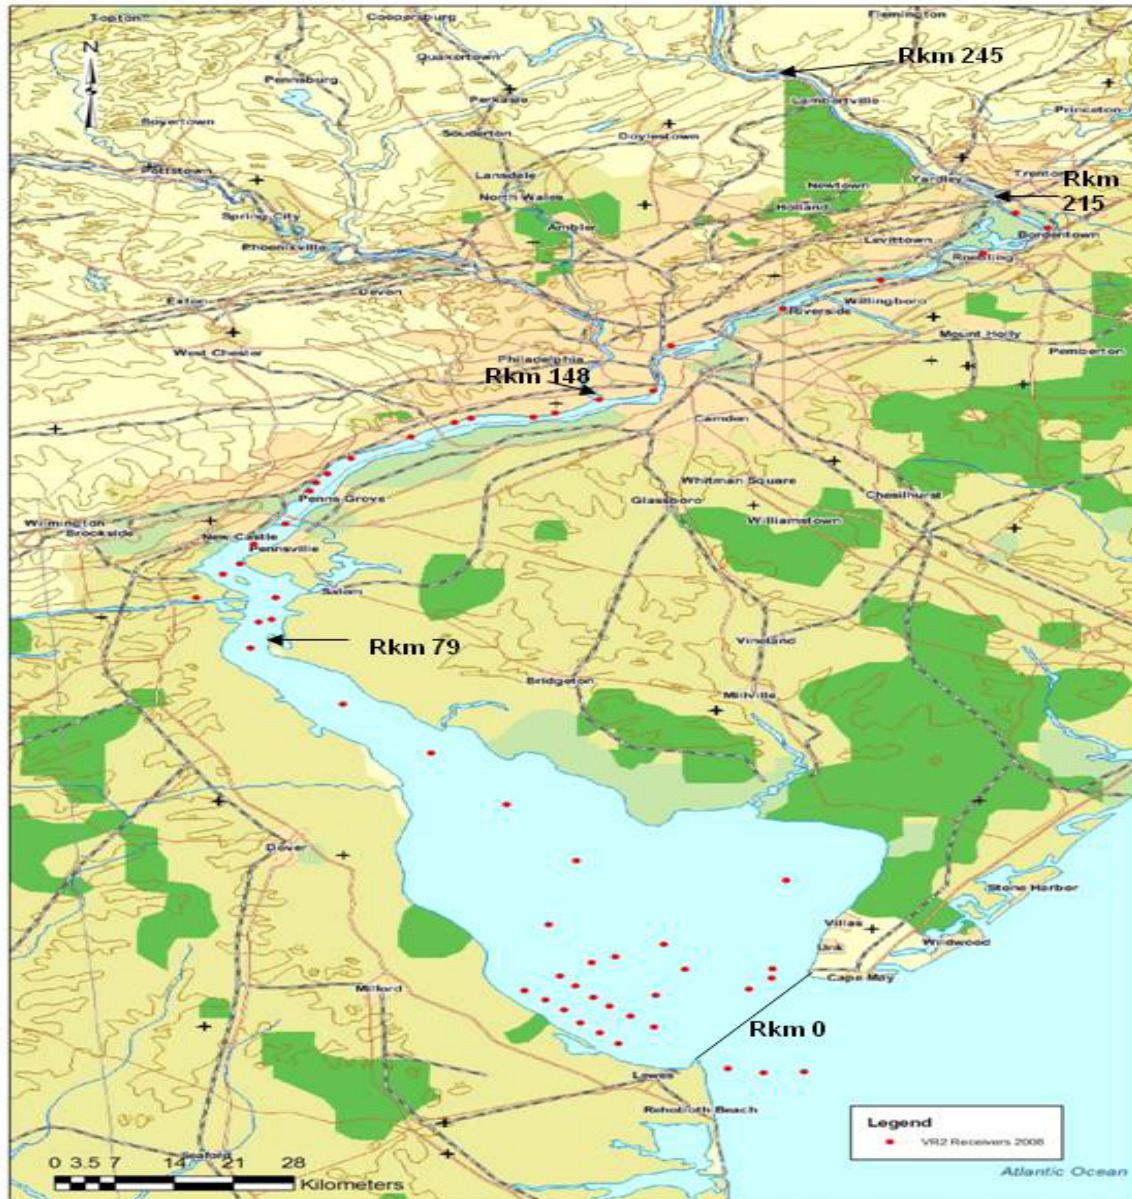 Topton
Coopersburg
Flemington
N
Quakertown
Rkm 245
Pennsburg
Perkasie
Lambertville
Princeton
Boyertown
Souderton
Doylestown
Pottstown
Lansdale
Yardley
Trenton
North Wales
Newtown
Rkm
215
Holland
Spring City
Ambler
Bordentown
Phoenixville
Levittown
Roebling
Devon
Exton
Willingboro
Riverside
Mount Holly
West Chester
Pemberton
Philadelphia
Rkm 148
Camden
Whitman Square
Penns Grove
Glassboro
Chesilhurst
Wilmington
Williamstown
Brookside
New Castle
Pennsville
Salem
Rkm 79
Vineland
Bridgeton
Millville
Dover
Stone Harbor
Villas
Wildwood
Cape May
Milford
Rkm 0
Lewes
Rehoboth Beach
Legend
VR2 Receivers 2008
Seaford
0 3.5 7 14 21 28
Kilometers
Atlantic Ocean